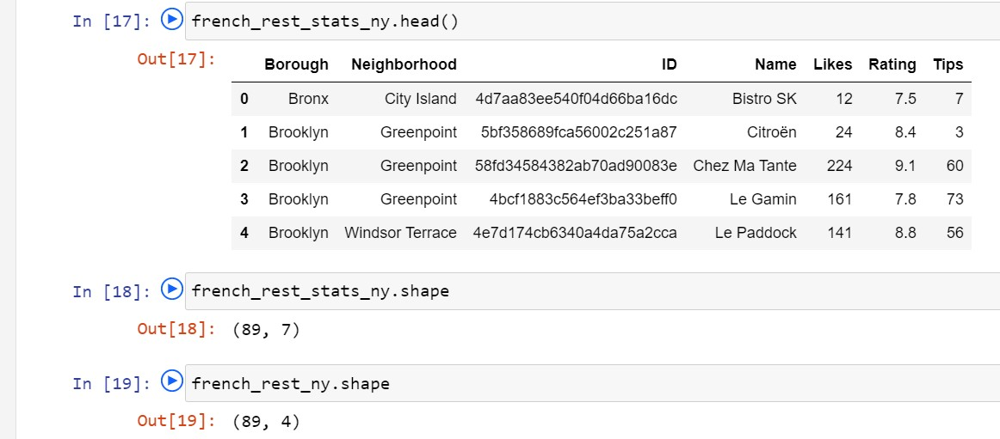 In [17]: french_rest_stats_ny.head()
Out[17]:
Borough Neighborhood ID Name Likes Rating Tips
0 Bronx City Island 4d7aa83ee540f04d66ba16dc Bistro SK 12 7.5 7
1 Brooklyn Greenpoint 5bf358689fca56002c251a87 Citroën 24 8.4 3
2 Brooklyn Greenpoint 58fd34584382ab70ad90083e Chez Ma Tante 224 9.1 60
3 Brooklyn Greenpoint 4bcf1883c564ef3ba33beff0 Le Gamin 161 7.8 73
4 Brooklyn Windsor Terrace 4e7d174cb6340a4da75a2cca Le Paddock 141 8.8 56
In [18]: french_rest_stats_ny.shape
Out[18]: (89, 7)
In [19]: french_rest_ny.shape
Out[19]: (89, 4)